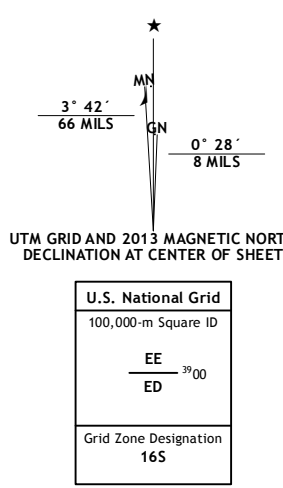 ★
MN
3° 42´
66 MILS
GN
0° 28´
8 MILS
UTM GRID AND 2013 MAGNETIC NORT
DECLINATION AT CENTER OF SHEET
U.S. National Grid
100,000-m Square ID
EE
ED
3900
Grid Zone Designation
16S